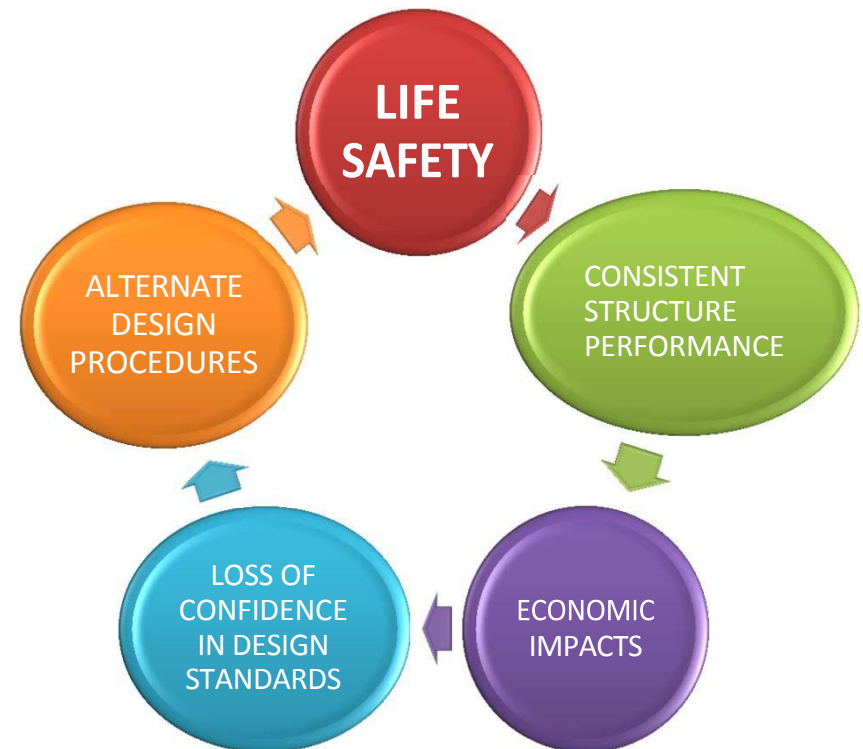 LIFE
SAFETY
CONSISTENT
STRUCTURE
PERFORMANCE
ECONOMIC
IMPACTS
LOSS OF
CONFIDENCE
IN DESIGN
STANDARDS
ALTERNATE
DESIGN
PROCEDURES